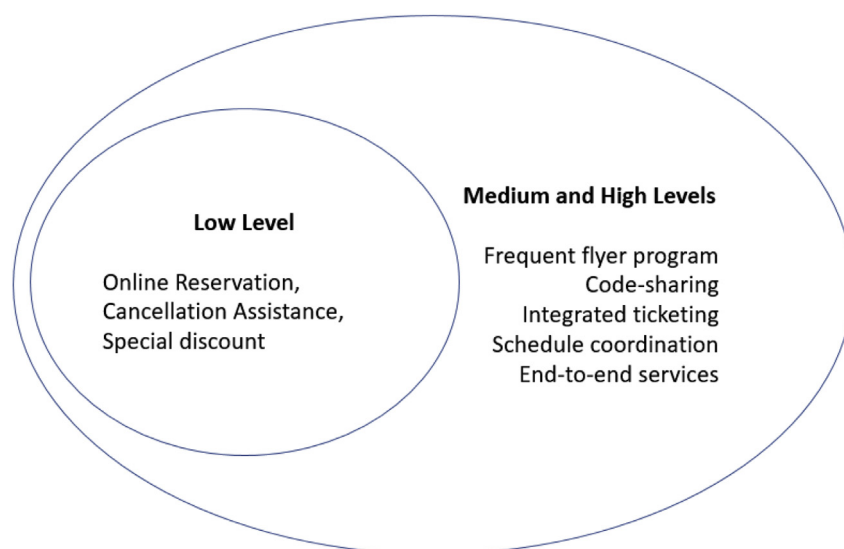 Low Level
Online Reservation,
Cancellation Assistance,
Special discount
Medium and High Levels
Frequent flyer program
Code-sharing
Integrated ticketing
Schedule coordination
End-to-end services